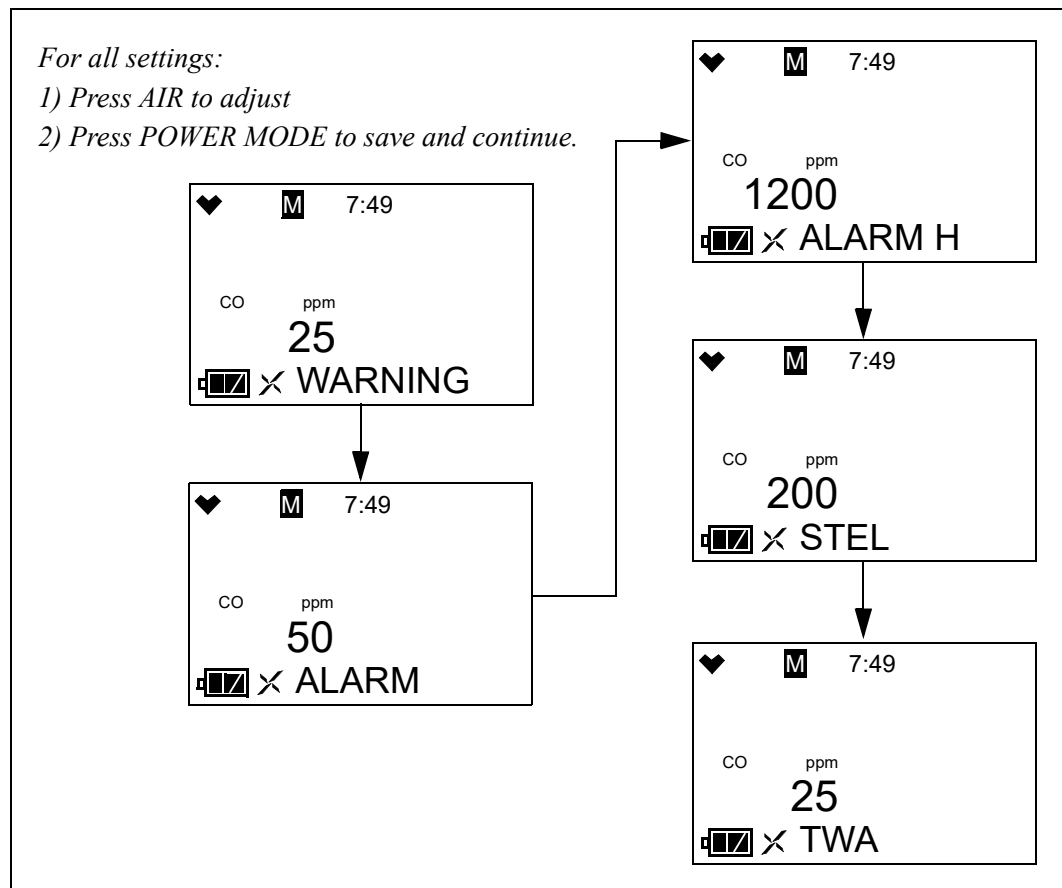 For all settings:
1) Press AIR to adjust
2) Press POWER MODE to save and continue.
M 7:49
CO ppm
25
WARNING
M 7:49
CO ppm
50
ALARM
M 7:49
CO ppm
1200
ALARM H
M 7:49
CO ppm
200
STEL
M 7:49
CO ppm
25
TWA